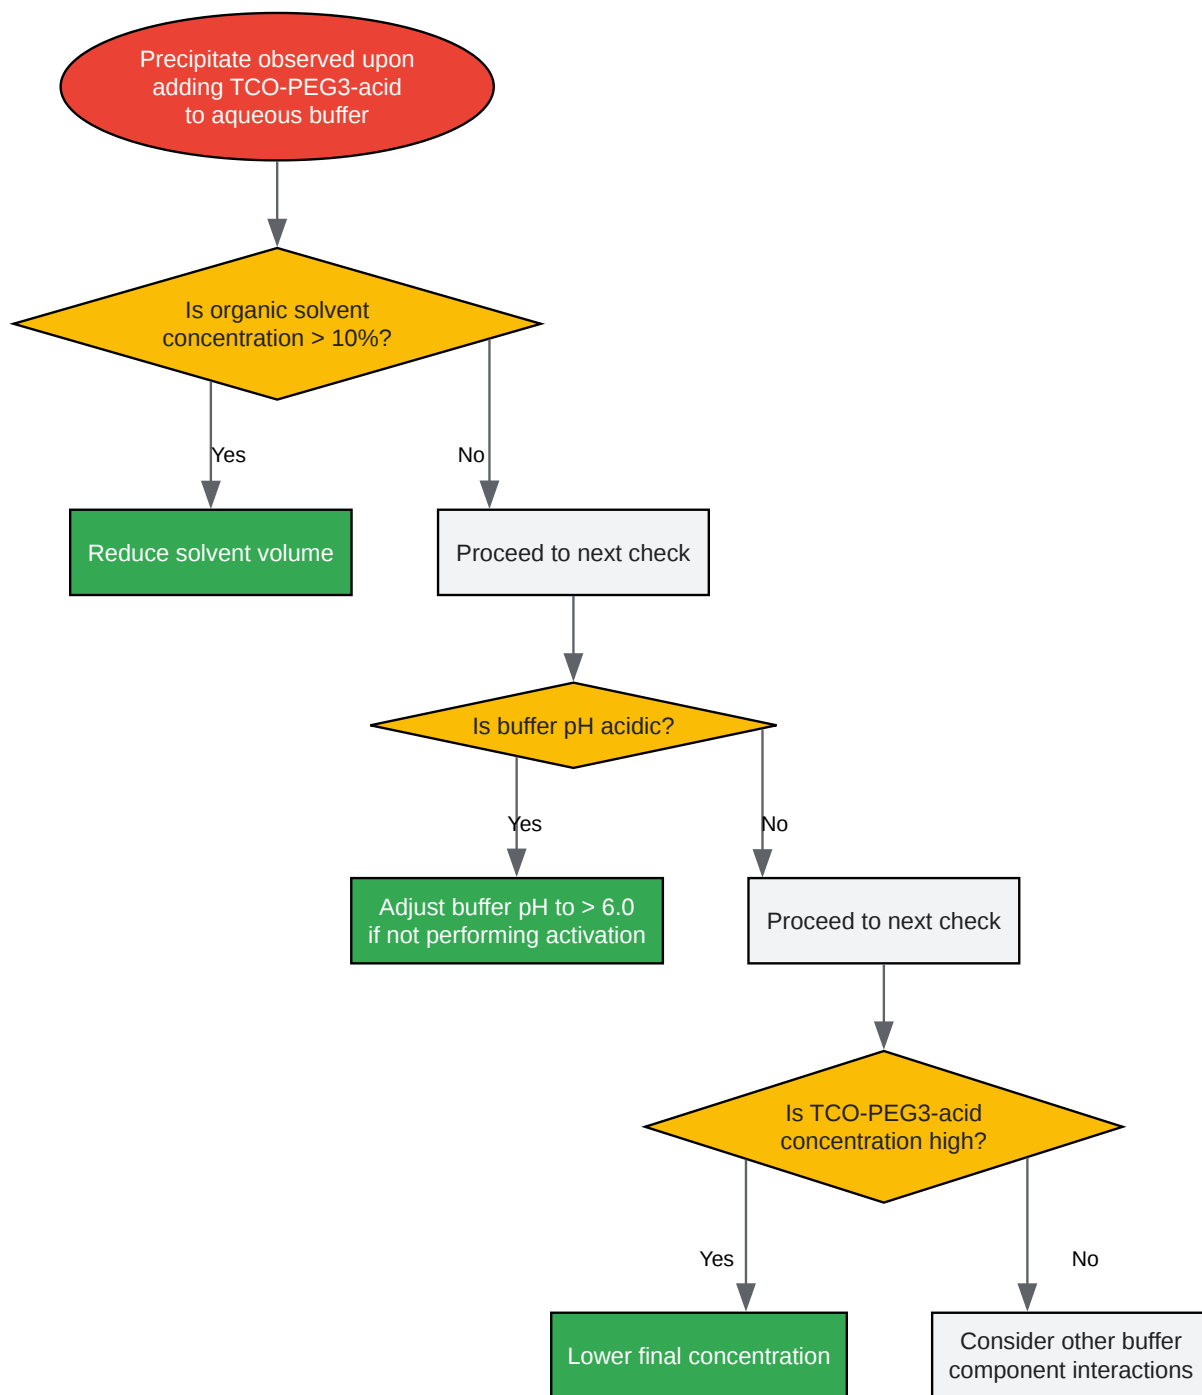 Precipitate observed upon
adding TCO-PEG3-acid
to aqueous buffer
Is organic solvent
concentration > 10%?
Yes
No
Reduce solvent volume
Proceed to next check
Is buffer pH acidic?
Yes
No
Adjust buffer pH to > 6.0
if not performing activation
Proceed to next check
Is TCO-PEG3-acid
concentration high?
Yes
No
Lower final concentration
Consider other buffer
component interactions